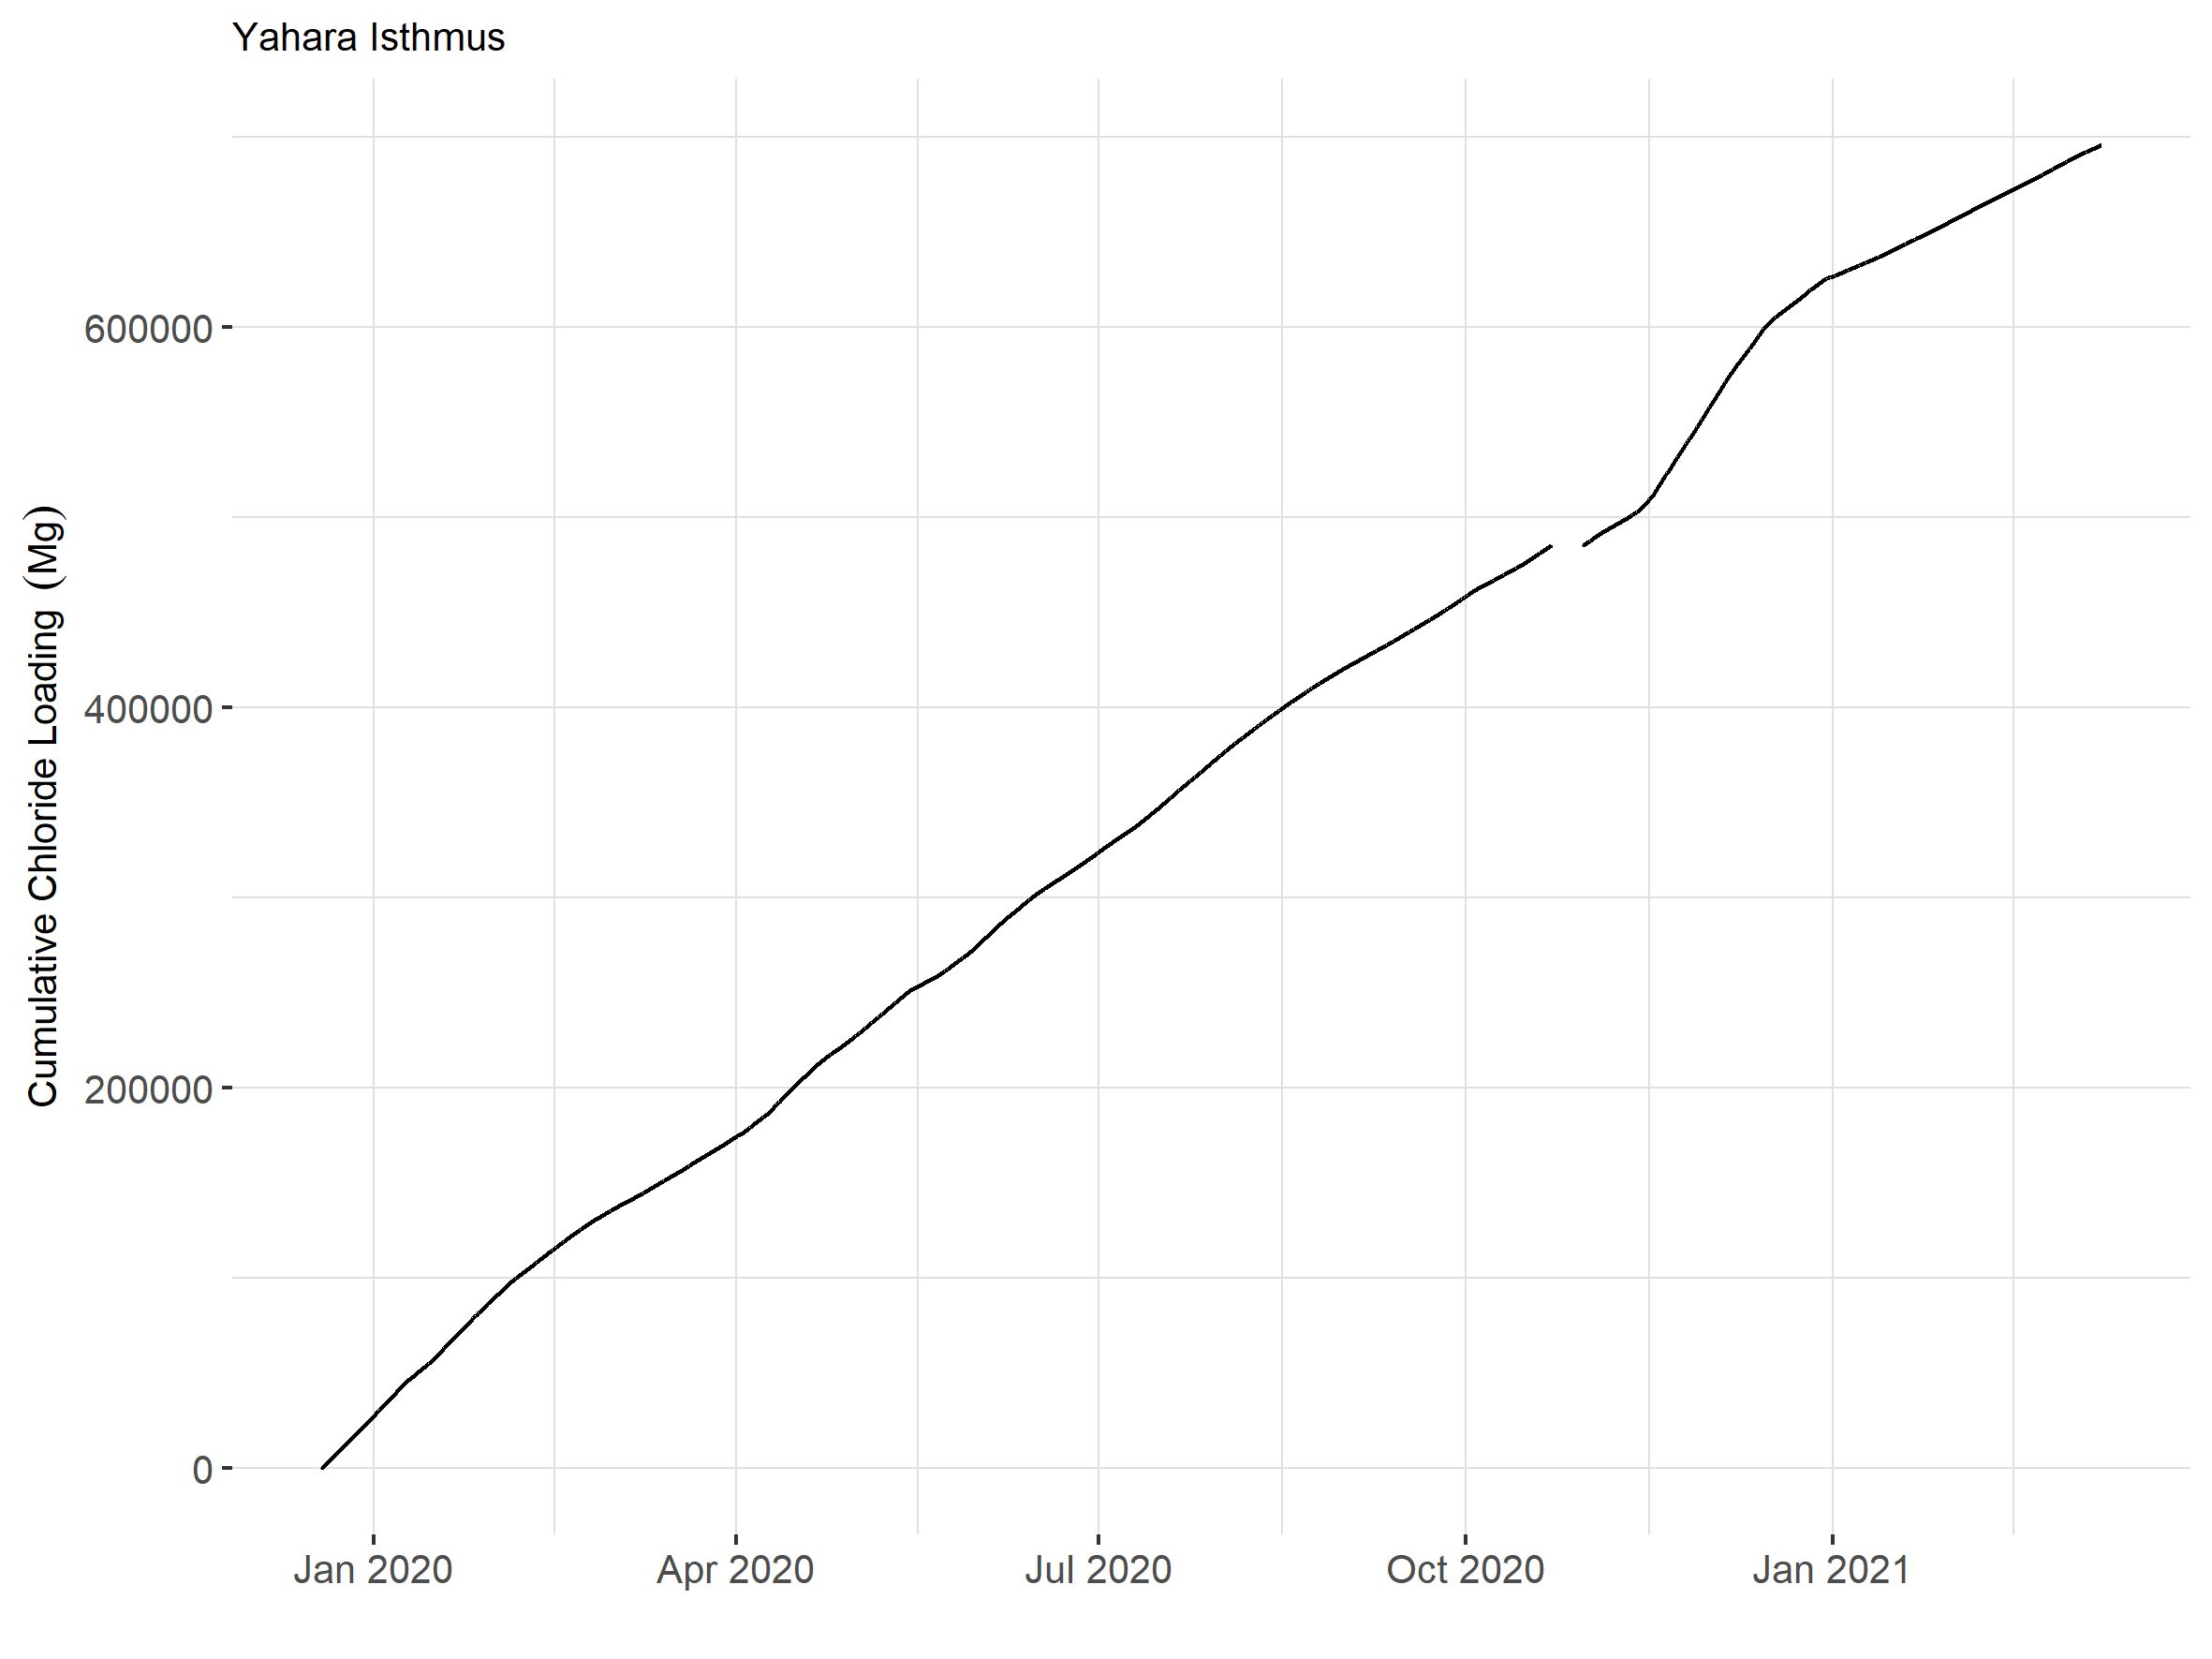 Yahara Isthmus
Cumulative Chloride Loading (Mg)
600000
400000
200000
0
Jan 2020
Apr 2020
Jul 2020
Oct 2020
Jan 2021